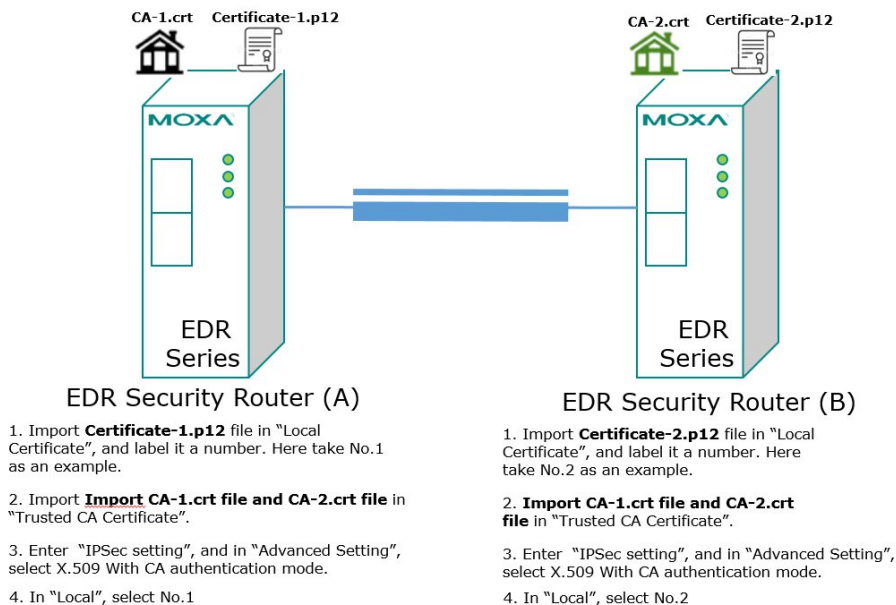 CA-1.crt Certificate-1.p12
CA-2.crt Certificate-2.p12
MOXA
MOXA
EDR
Series
EDR
Series
EDR Security Router (A)
1. Import Certificate-1.p12 file in “Local
Certificate”, and label it a number. Here take No.1
as an example.
2. Import Import CA-1.crt file and CA-2.crt file in
“Trusted CA Certificate”.
3. Enter “IPSec setting”, and in “Advanced Setting”,
select X.509 With CA authentication mode.
4. In “Local”, select No.1
EDR Security Router (B)
1. Import Certificate-2.p12 file in “Local
Certificate”, and label it a number. Here
take No.2 as an example.
2. Import CA-1.crt file and CA-2.crt
file in “Trusted CA Certificate”.
3. Enter “IPSec setting”, and in “Advanced Setting”,
select X.509 With CA authentication mode.
4. In “Local”, select No.2